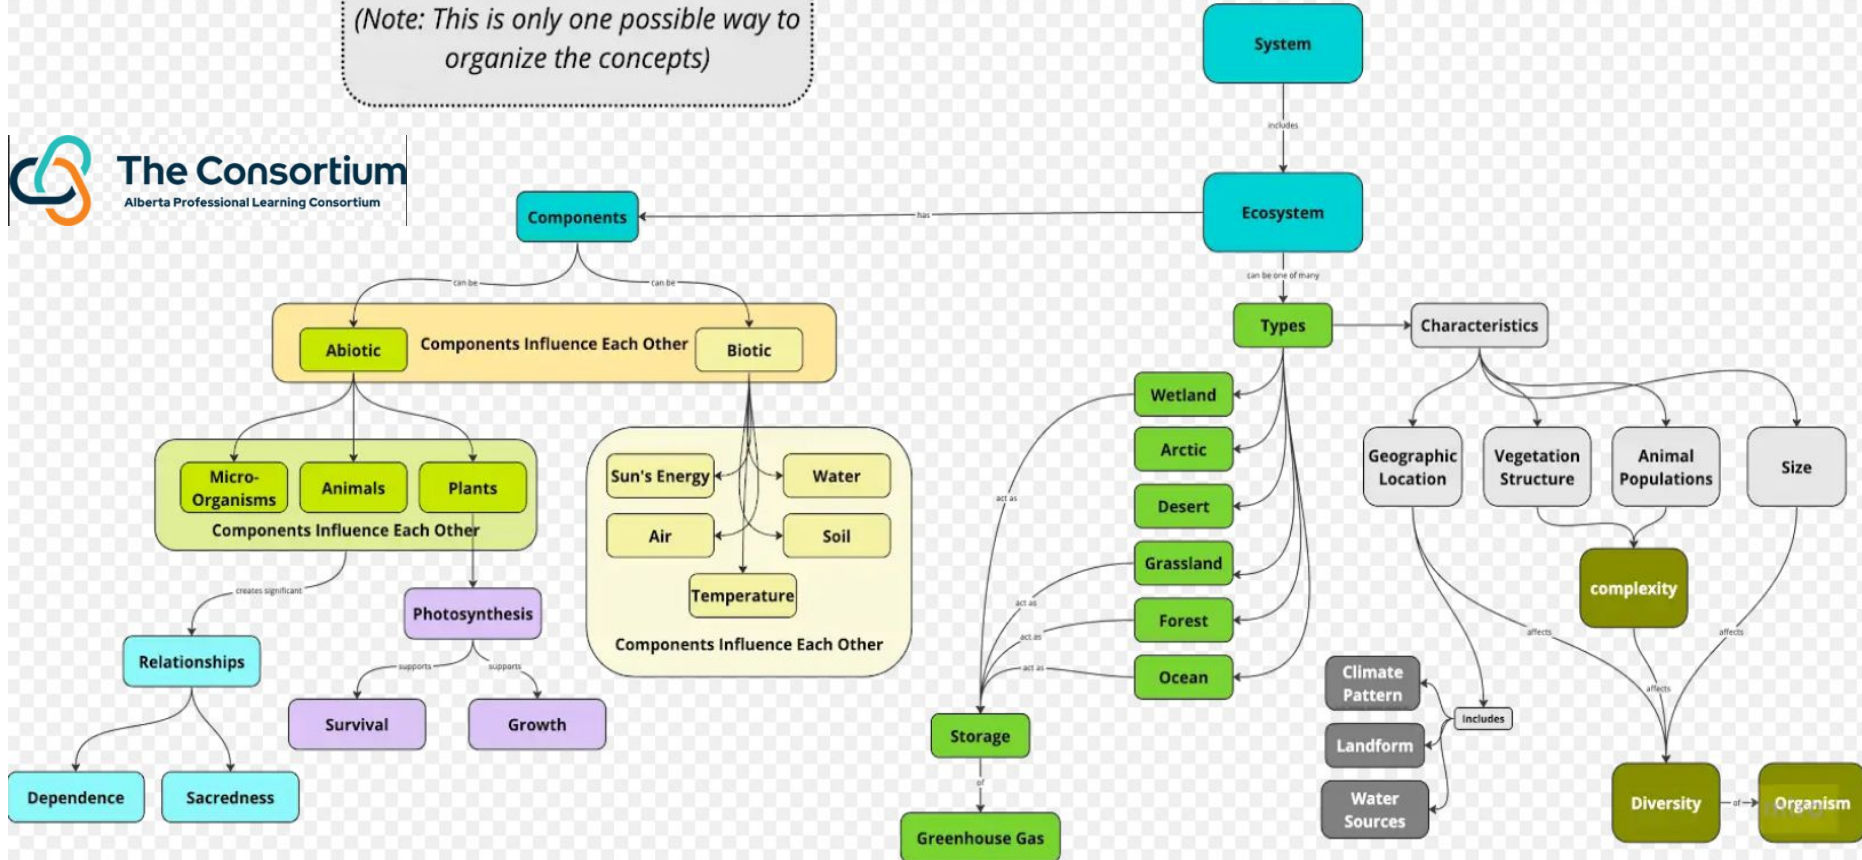 (Note: This is only one possible way to
organize the concepts)
System
includes
The Consortium
Alberta Professional Learning Consortium
Components
has
Ecosystem
can be
can be
can be one of many
Abiotic
Components Influence Each Other
Biotic
Types
Characteristics
Wetland
Arctic
Desert
Grassland
Forest
Ocean
act as
act as
act as
act as
Storage
of
Greenhouse Gas
Micro-
Organisms
Animals
Plants
Components Influence Each Other
creates significant
Relationships
Dependence
Sacredness
Photosynthesis
supports
supports
Survival
Growth
Sun's Energy
Water
Air
Soil
Temperature
Components Influence Each Other
Geographic
Location
Vegetation
Structure
Animal
Populations
Size
complexity
affects
affects
affects
Includes
Climate
Pattern
Landform
Water
Sources
Diversity
of
Organism